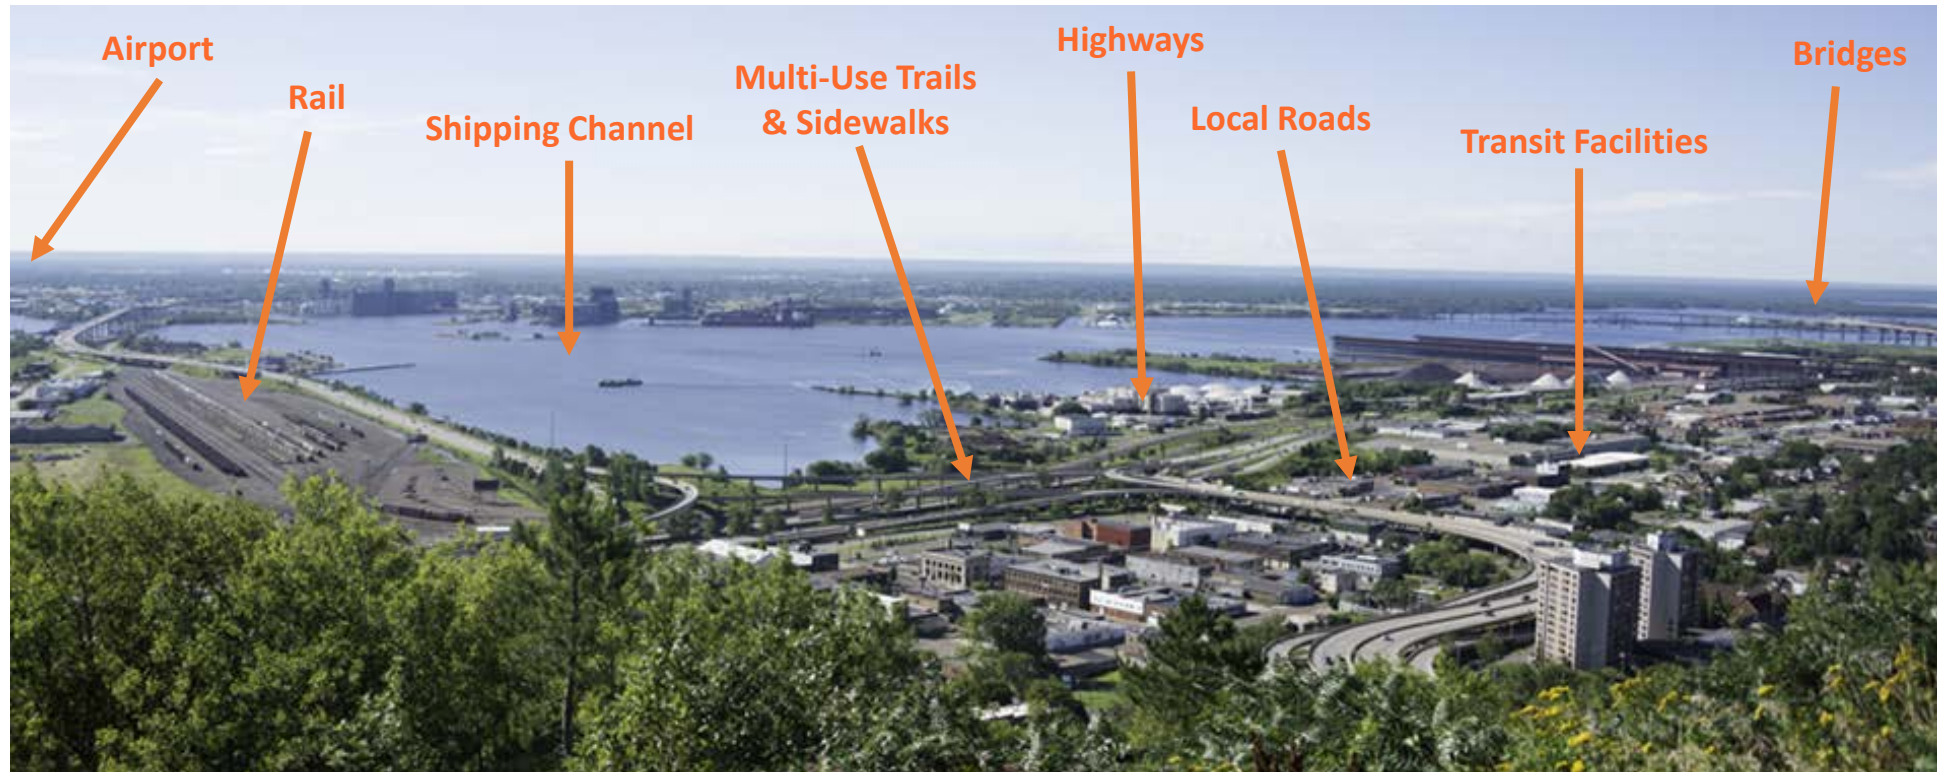 Airport
Rail
Shipping Channel
Multi-Use Trails
& Sidewalks
Highways
Local Roads
Transit Facilities
Bridges